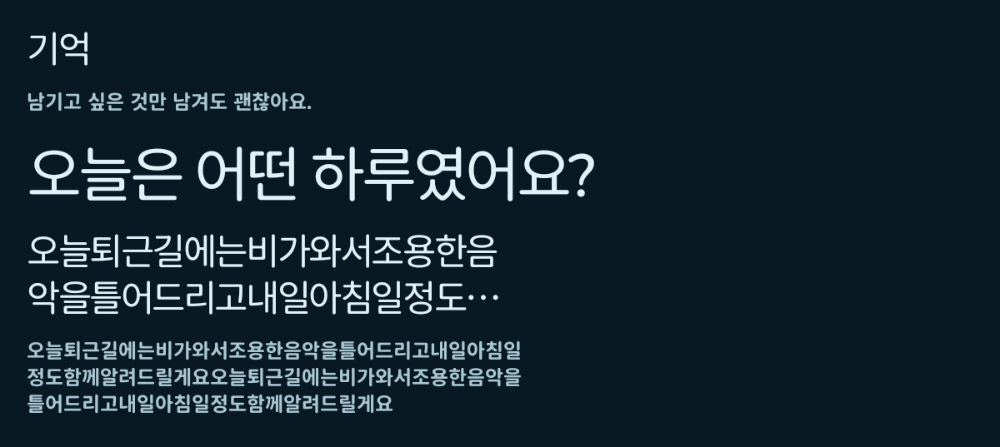 기억
남기고 싶은 것만 남겨도 괜찮아요.
오늘은 어떤 하루였어요?
오늘퇴근길에는비가와서조용한음
악을틀어드리고내일아침일정도…
오늘퇴근길에는비가와서조용한음악을틀어드리고내일아침일
정도함께알려드릴게요오늘퇴근길에는비가와서조용한음악을
틀어드리고내일아침일정도함께알려드릴게요